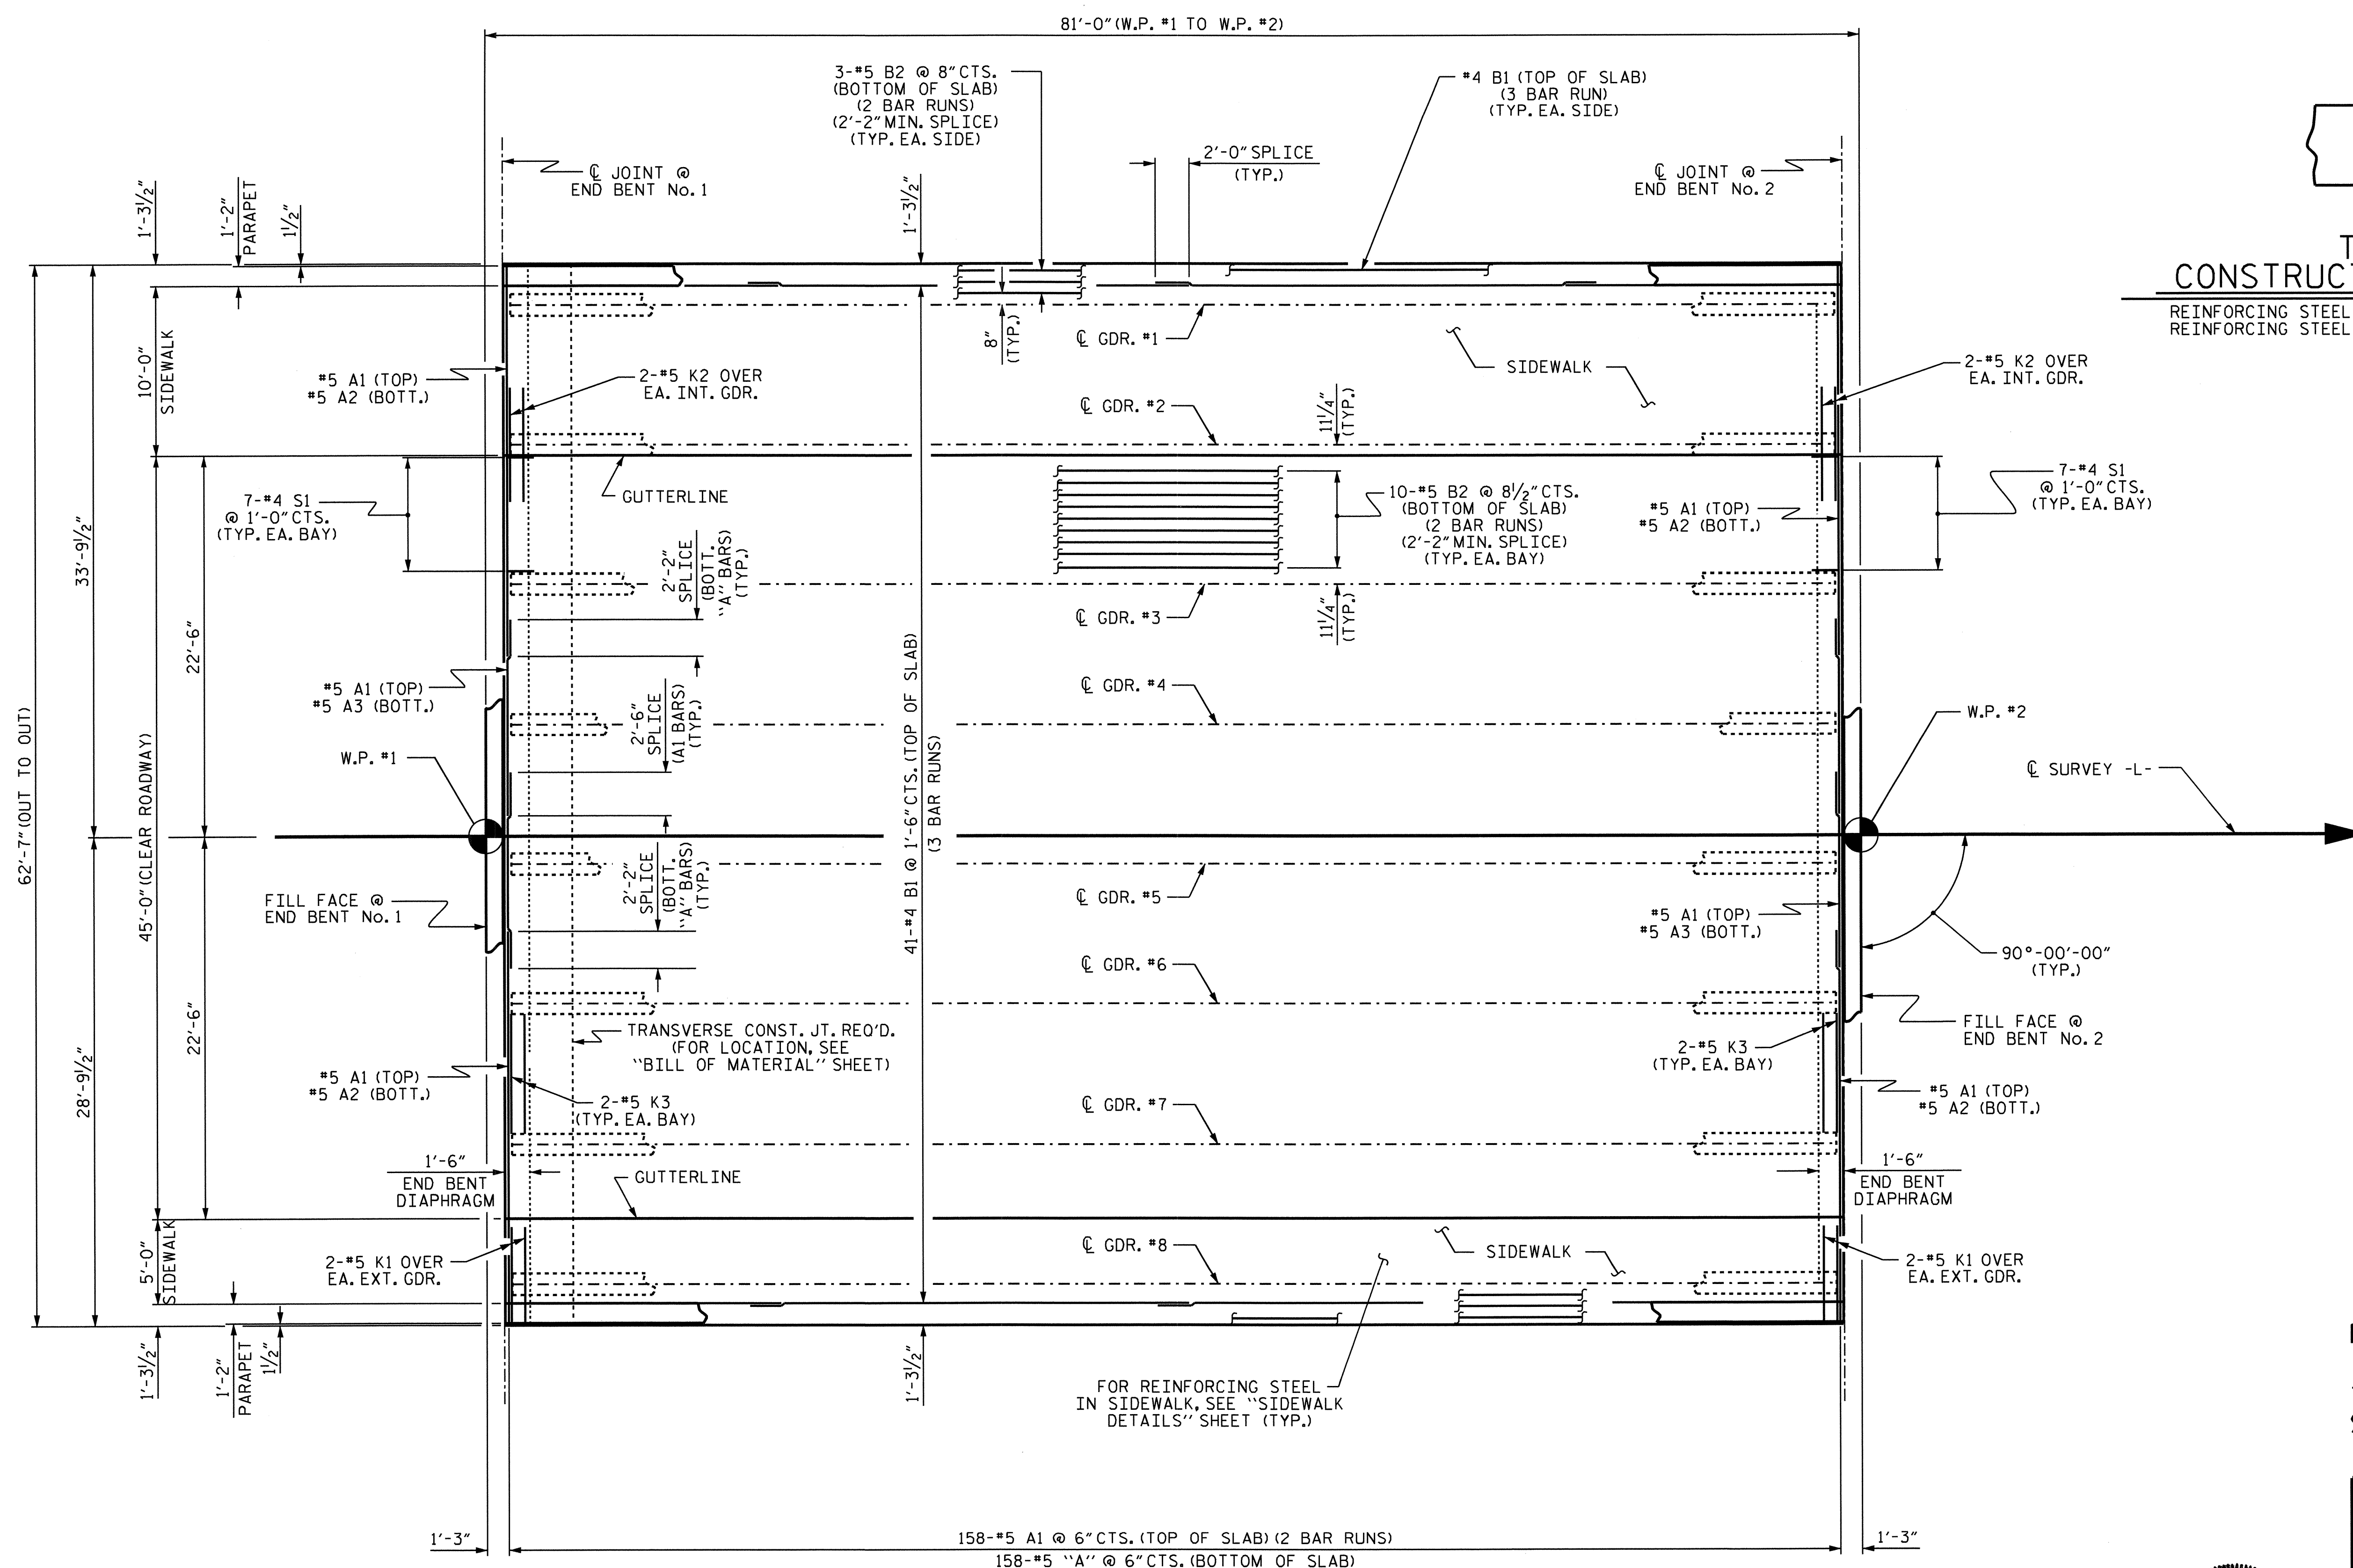 81'-0" (W.P. #1 TO W.P. #2)
3-#5 B2 @ 8" CTS.
(BOTTOM OF SLAB)
(2 BAR RUNS)
(2'-2" MIN. SPLICE)
(TYP. EA. SIDE)
#4 B1 (TOP OF SLAB)
(3 BAR RUN)
(TYP. EA. SIDE)
℄ JOINT @
END BENT No. 1
2'-0" SPLICE
(TYP.)
℄ JOINT @
END BENT No. 2
1'-3½"
1'-2"
PARAPET
1½"
1'-3½"
CONSTRUCT
REINFORCING STEEL
REINFORCING STEEL
10'-0"
SIDEWALK
8"
(TYP.)
℄ GDR. #1
SIDEWALK
#5 A1 (TOP)
#5 A2 (BOTT.)
2-#5 K2 OVER
EA. INT. GDR.
2-#5 K2 OVER
EA. INT. GDR.
℄ GDR. #2
11¼"
(TYP.)
7-#4 S1
@ 1'-0" CTS.
(TYP. EA. BAY)
GUTTERLINE
10-#5 B2 @ 8½" CTS.
(BOTTOM OF SLAB)
(2 BAR RUNS)
(2'-2" MIN. SPLICE)
(TYP. EA. BAY)
#5 A1 (TOP)
#5 A2 (BOTT.)
7-#4 S1
@ 1'-0" CTS.
(TYP. EA. BAY)
33'-9½"
2'-2"
SPLICE
(BOTT.
"A" BARS)
(TYP.)
℄ GDR. #3
11¼"
(TYP.)
22'-6"
#5 A1 (TOP)
#5 A3 (BOTT.)
2'-6"
SPLICE
(A1 BARS)
(TYP.)
℄ GDR. #4
41-#4 B1 @ 1'-6" CTS. (TOP OF SLAB)
(3 BAR RUNS)
W.P. #1
W.P. #2
℄ SURVEY -L-
62'-7" (OUT TO OUT)
45'-0" (CLEAR ROADWAY)
FILL FACE @
END BENT No. 1
2'-2"
SPLICE
(BOTT.
"A" BARS)
(TYP.)
℄ GDR. #5
#5 A1 (TOP)
#5 A3 (BOTT.)
90°-00'-00"
(TYP.)
℄ GDR. #6
28'-9½"
22'-6"
TRANSVERSE CONST. JT. REQ'D.
(FOR LOCATION, SEE
"BILL OF MATERIAL" SHEET)
FILL FACE @
END BENT No. 2
2-#5 K3
(TYP. EA. BAY)
#5 A1 (TOP)
#5 A2 (BOTT.)
2-#5 K3
(TYP. EA. BAY)
℄ GDR. #7
#5 A1 (TOP)
#5 A2 (BOTT.)
1'-6"
END BENT
DIAPHRAGM
GUTTERLINE
1'-6"
END BENT
DIAPHRAGM
5'-0"
SIDEWALK
2-#5 K1 OVER
EA. EXT. GDR.
℄ GDR. #8
SIDEWALK
2-#5 K1 OVER
EA. EXT. GDR.
1'-3½"
1'-2"
PARAPET
1½"
1'-3½"
FOR REINFORCING STEEL
IN SIDEWALK, SEE "SIDEWALK
DETAILS" SHEET (TYP.)
1'-3"
158-#5 A1 @ 6" CTS. (TOP OF SLAB) (2 BAR RUNS)
158-#5 "A" @ 6" CTS. (BOTTOM OF SLAB)
1'-3"